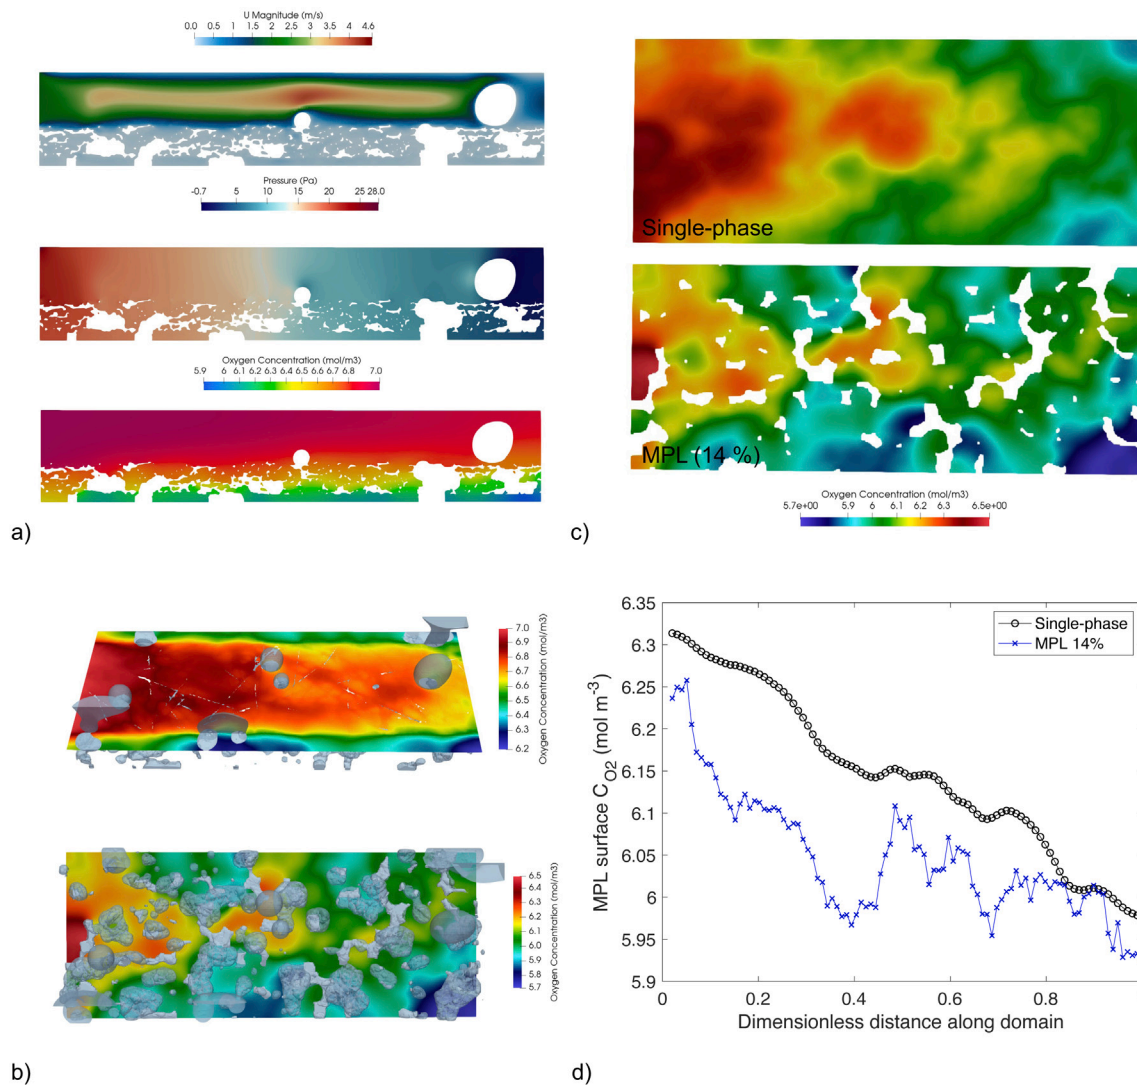 U Magnitude (m/s)
0.0 0.5 1 1.5 2 2.5 3 3.5 4 4.6
Pressure (Pa)
-0.7 5 10 15 20 25 28.0
Oxygen Concentration (mol/m3)
5.9 6 6.1 6.2 6.3 6.4 6.5 6.6 6.7 6.8 7.0
a)
Single-phase
MPL (14 %)
Oxygen Concentration (mol/m3)
5.7e+00 5.9 6 6.1 6.2 6.3 6.5e+00
c)
7.0
6.9
6.8
6.7
6.6
6.5
6.4
6.3
6.2
Oxygen Concentration (mol/m3)
6.5
6.4
6.3
6.2
6.1
6.0
5.9
5.8
5.7
Oxygen Concentration (mol/m3)
b)
6.35
6.3
6.25
6.2
6.15
6.1
6.05
6
5.95
5.9
MPL surface C_O2 (mol m⁻³)
Single-phase
MPL 14%
0 0.2 0.4 0.6 0.8
Dimensionless distance along domain
d)